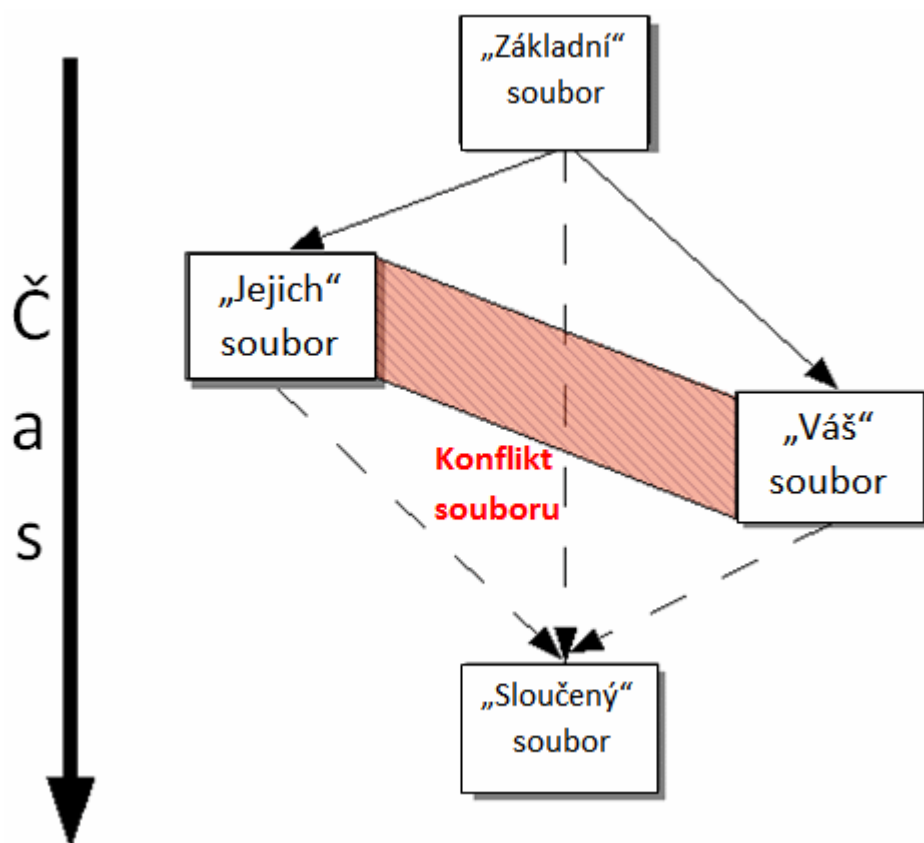 „Základní“
soubor
„Jejich“
soubor
Č
a
s
„Váš“
soubor
Konflikt
souboru
„Sloučený“
soubor